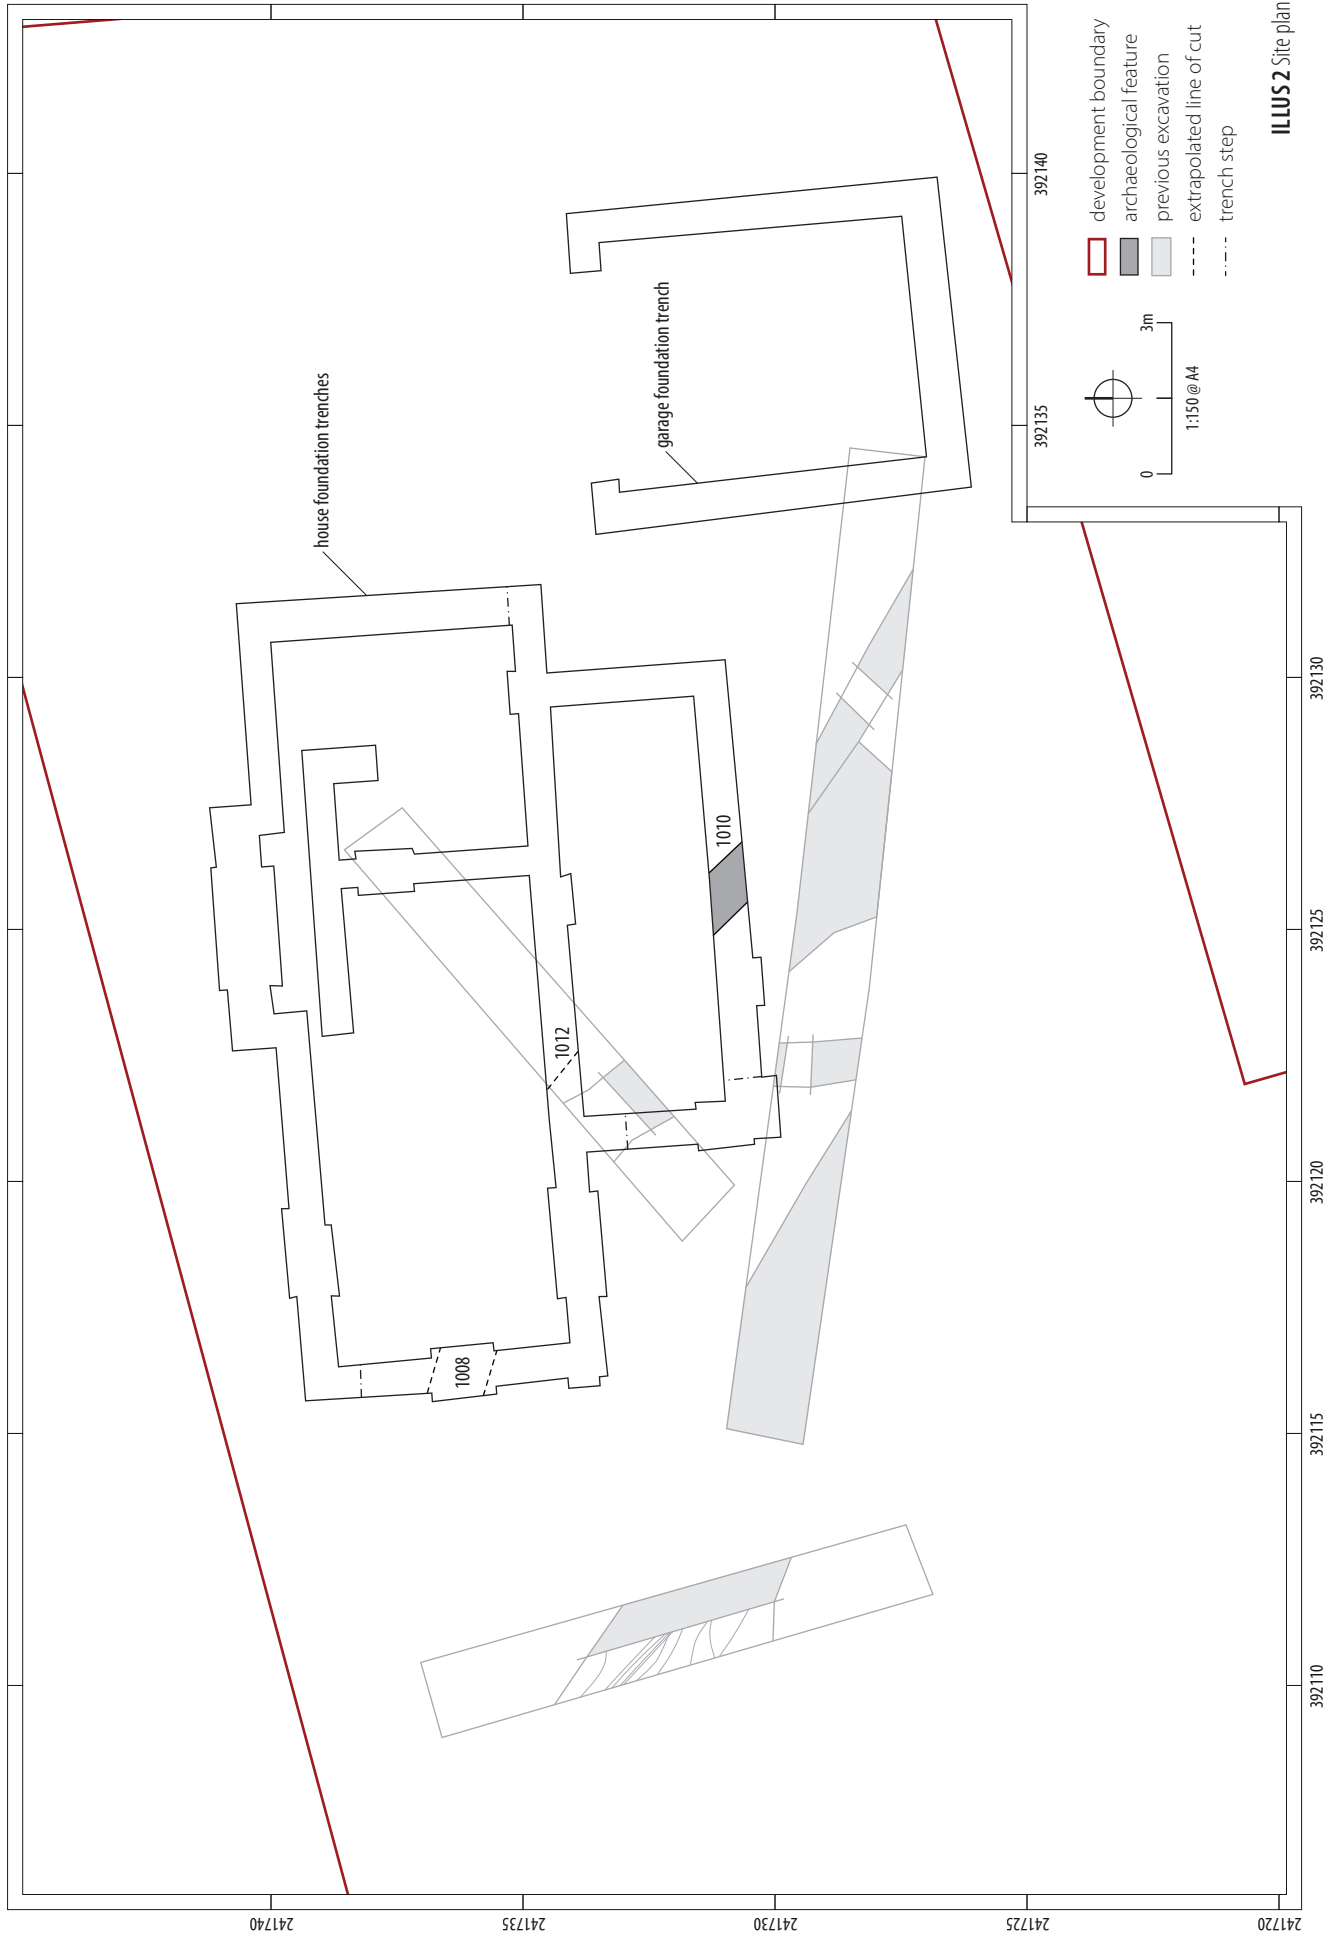 house foundation trenches
garage foundation trench
1012
1010
1008
241740
241735
241730
241725
241720
392110
392115
392120
392125
392130
392135
392140
0
3m
1:150 @ A4
development boundary
archaeological feature
previous excavation
extrapolated line of cut
trench step
ILLUS 2 Site plan